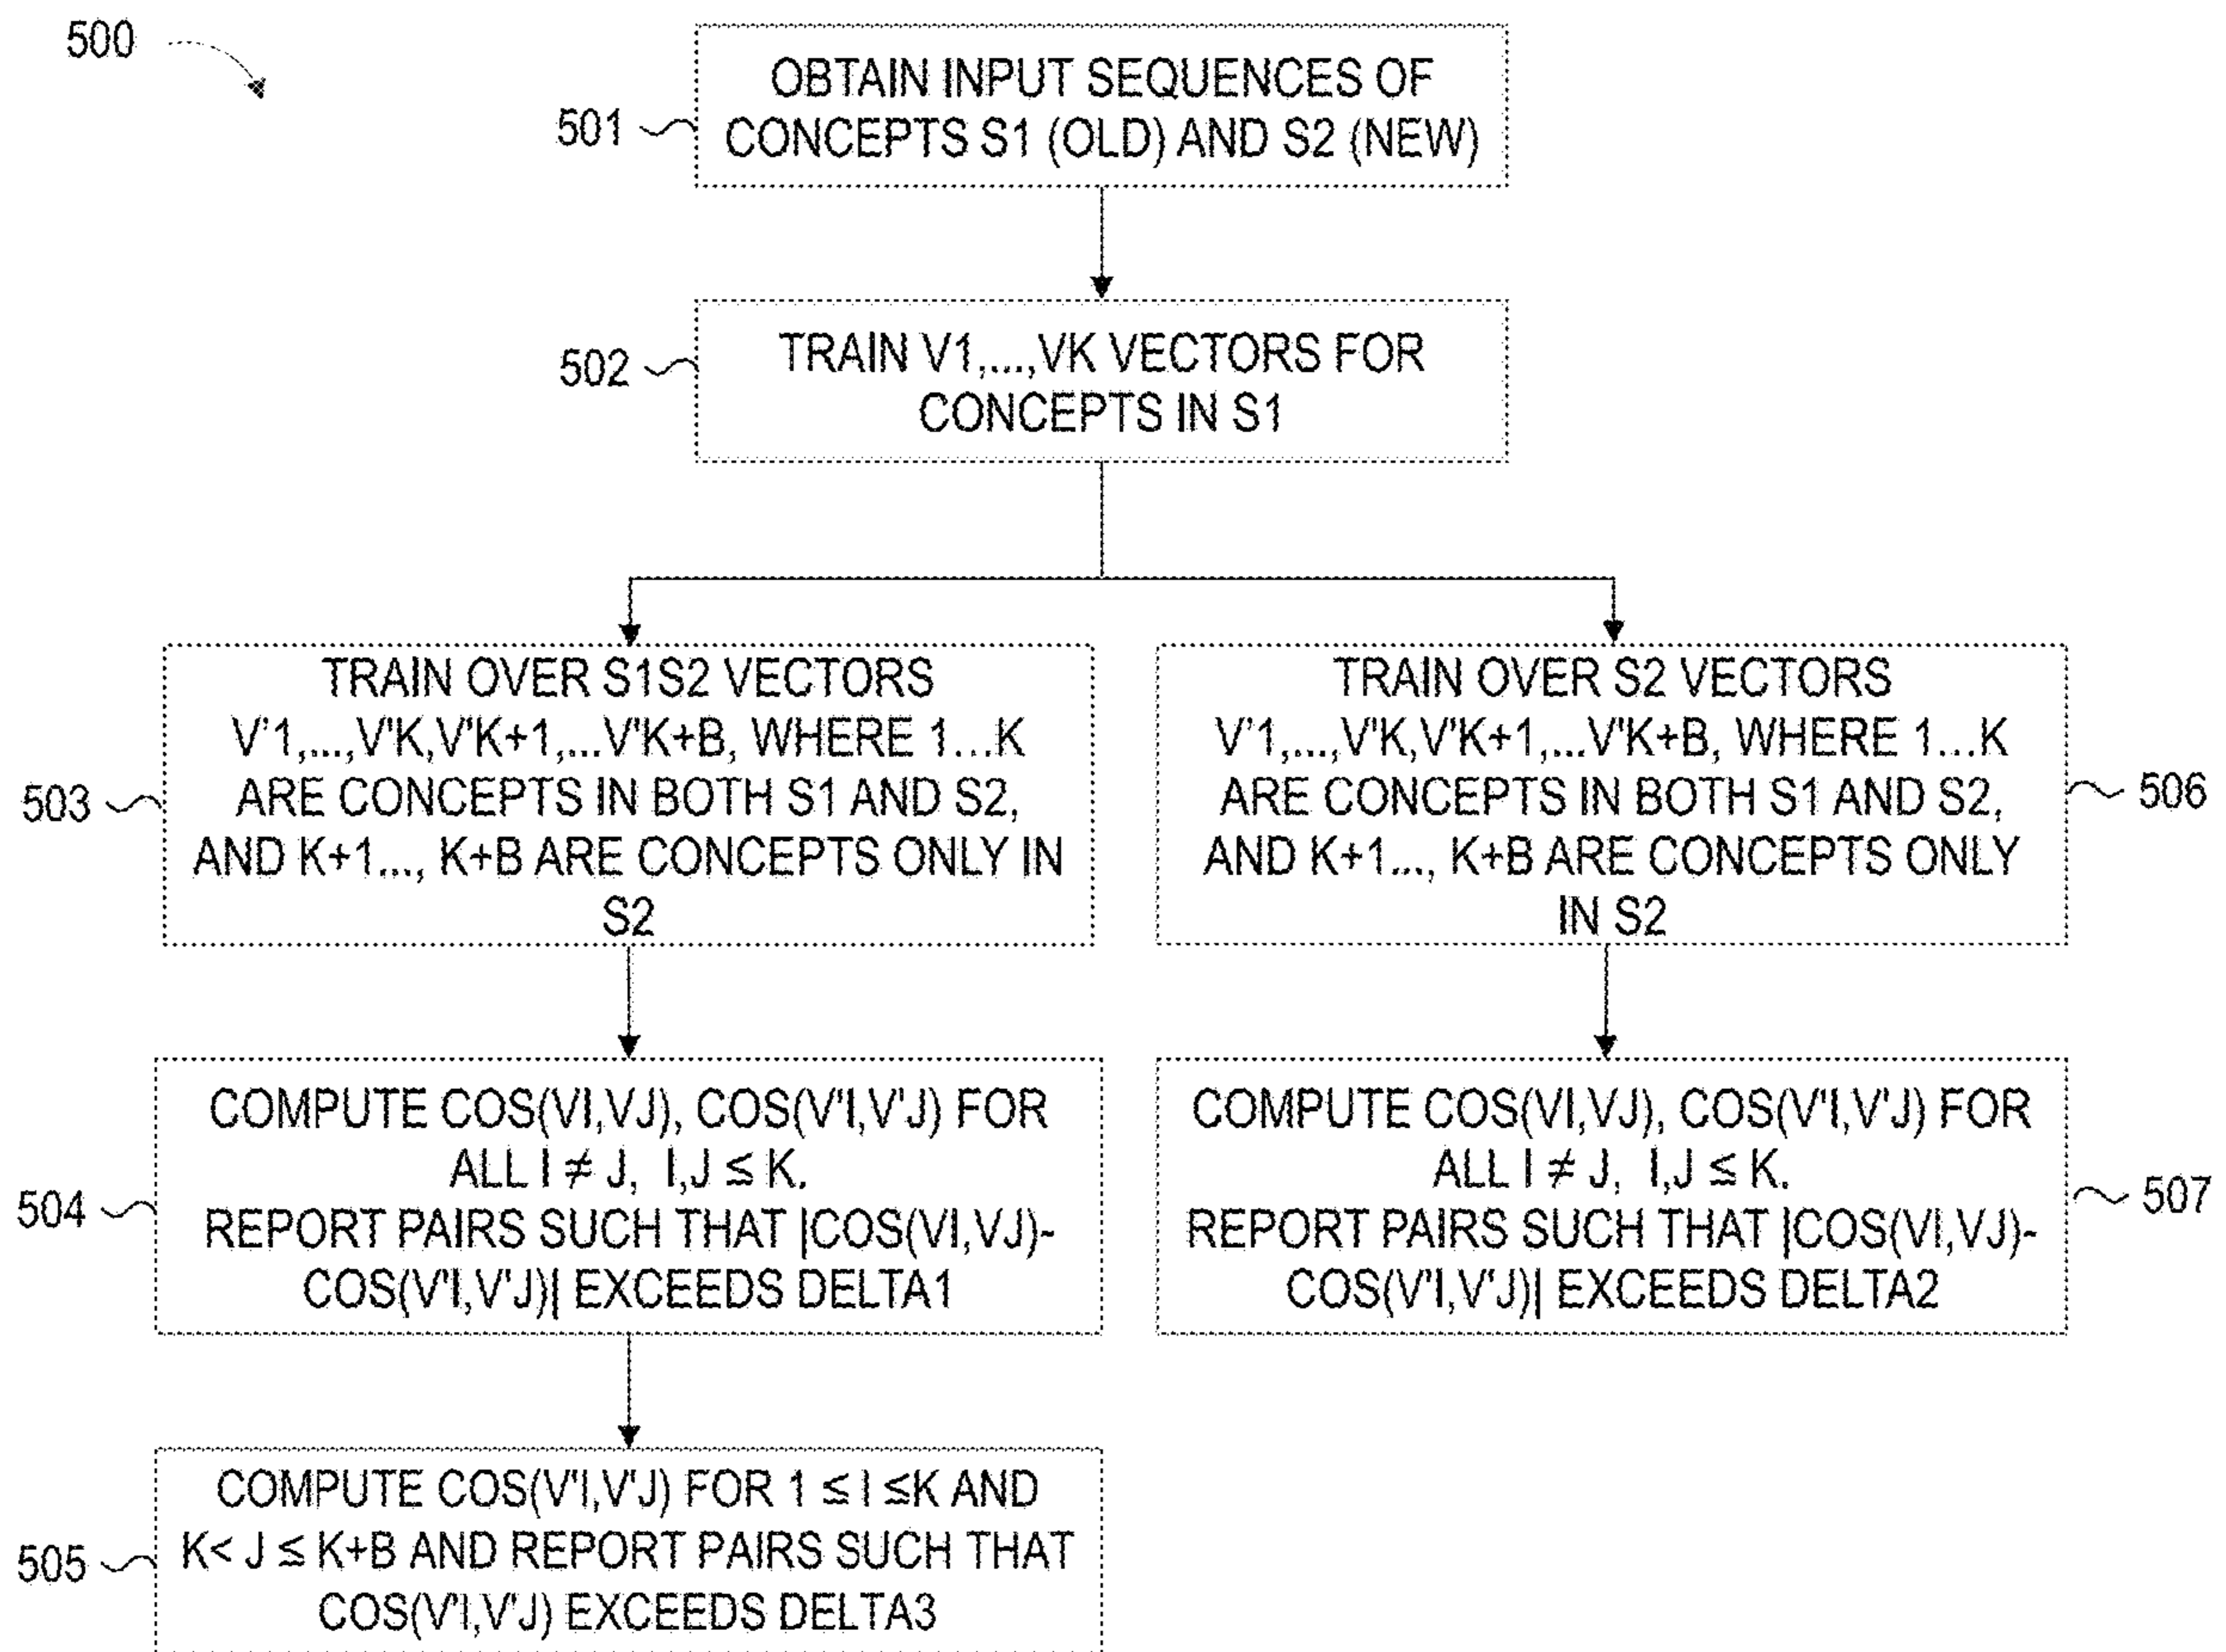 500
OBTAIN INPUT SEQUENCES OF
CONCEPTS S1 (OLD) AND S2 (NEW)
501
TRAIN V1,...,VK VECTORS FOR
CONCEPTS IN S1
502
TRAIN OVER S1S2 VECTORS
V'1,...,V'K,V'K+1,...V'K+B, WHERE 1...K
ARE CONCEPTS IN BOTH S1 AND S2,
AND K+1..., K+B ARE CONCEPTS ONLY IN
S2
503
TRAIN OVER S2 VECTORS
V'1,...,V'K,V'K+1,...V'K+B, WHERE 1...K
ARE CONCEPTS IN BOTH S1 AND S2,
AND K+1..., K+B ARE CONCEPTS ONLY
IN S2
506
COMPUTE COS(VI,VJ), COS(V'I,V'J) FOR
ALL I ≠ J, I,J ≤ K.
REPORT PAIRS SUCH THAT |COS(VI,VJ)-
COS(V'I,V'J)| EXCEEDS DELTA1
504
COMPUTE COS(VI,VJ), COS(V'I,V'J) FOR
ALL I ≠ J, I,J ≤ K.
REPORT PAIRS SUCH THAT |COS(VI,VJ)-
COS(V'I,V'J)| EXCEEDS DELTA2
507
COMPUTE COS(V'I,V'J) FOR 1 ≤ I ≤K AND
K< J ≤ K+B AND REPORT PAIRS SUCH THAT
COS(V'I,V'J) EXCEEDS DELTA3
505